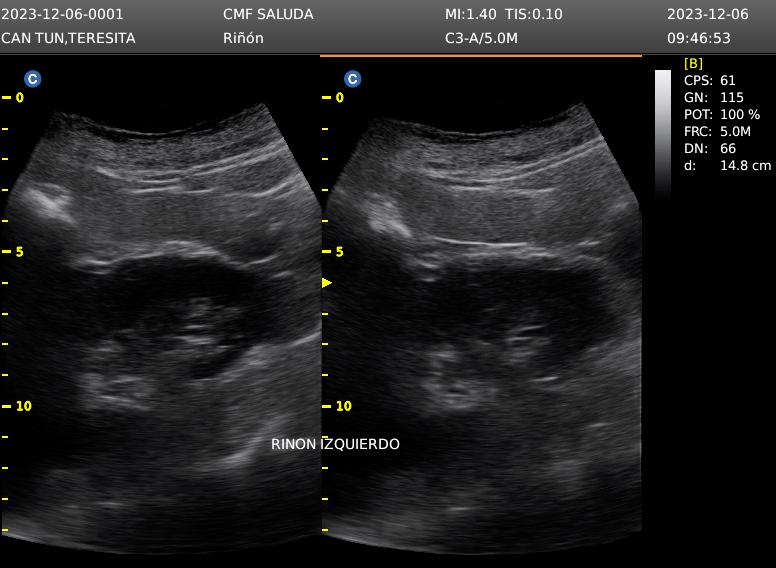 2023-12-06-0001 CMF SALUDA MI:1.40 TIS:0.10 2023-12-06
CAN TUN,TERESITA Riñón C3-A/5.0M 09:46:53
[B]
C C
CPS: 61
0 0
GN: 115
POT: 100 %
FRC: 5.0M
DN: 66
d: 14.8 cm
5 5
10 10
RINON IZQUIERDO